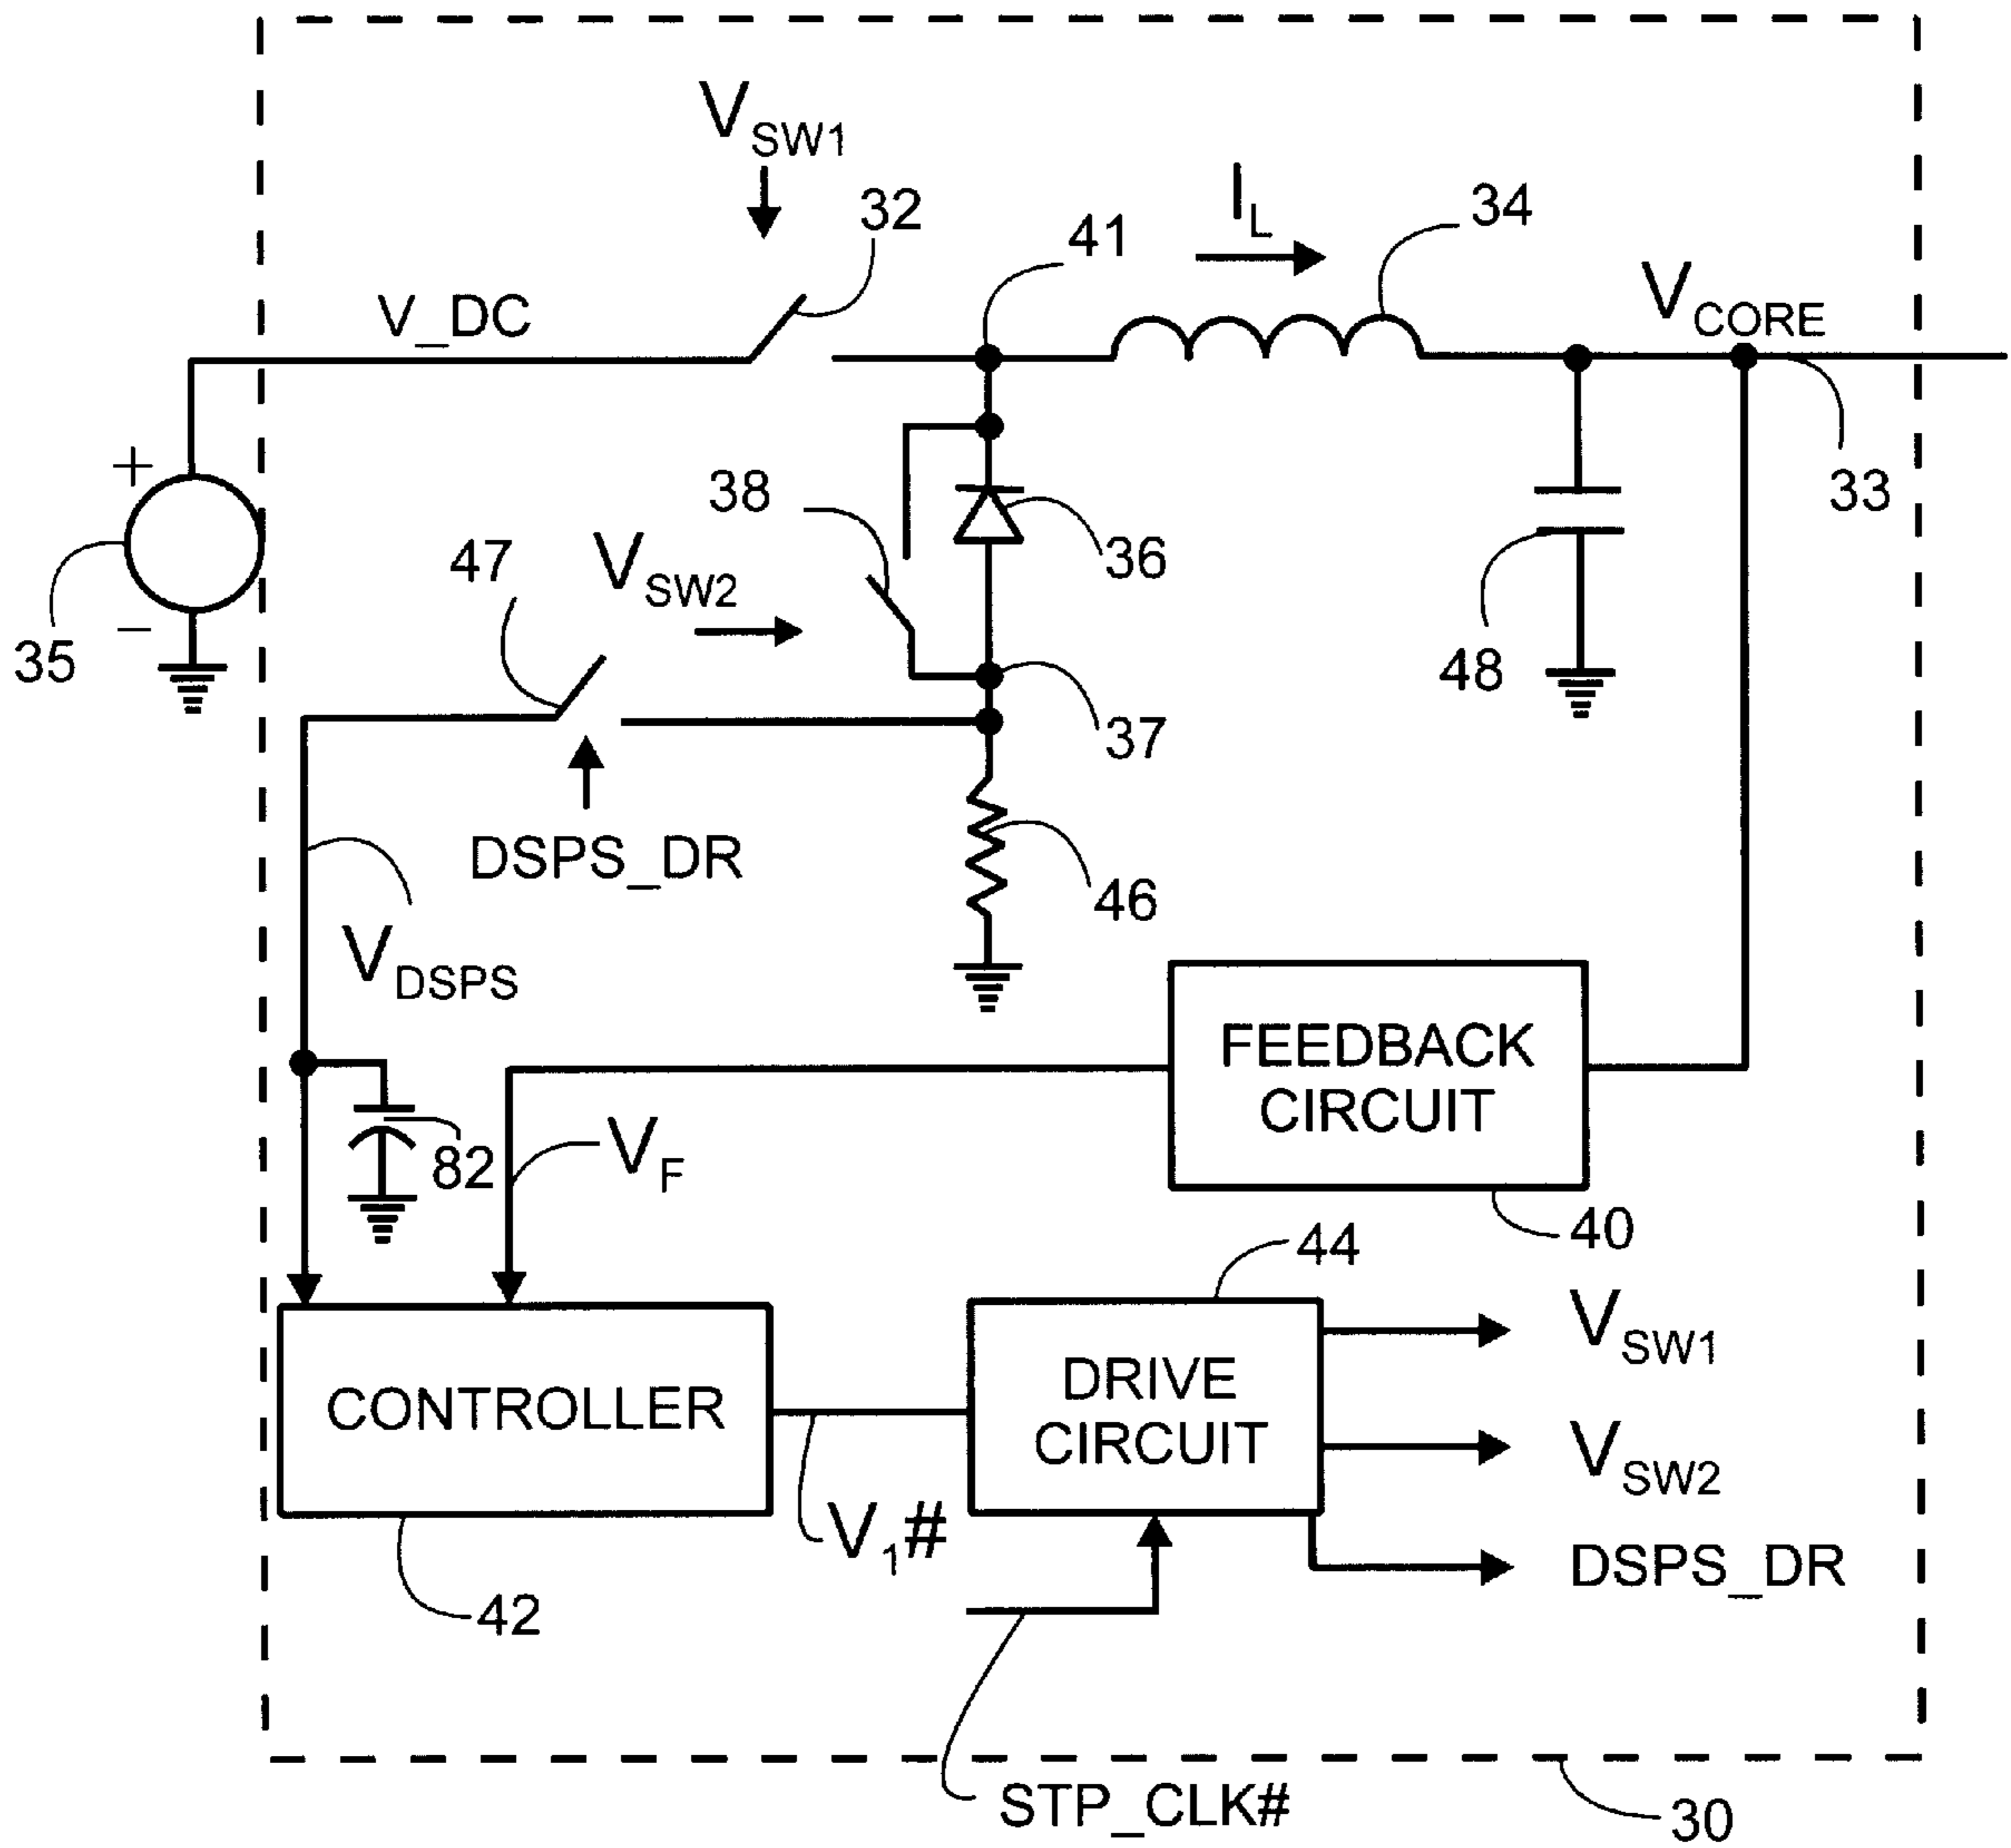 V_SW1
32
I_L
34
41
V_DC
V_CORE
+
38
33
47
V_SW2
36
−
35
48
37
DSPS_DR
46
V_DSPS
FEEDBACK
CIRCUIT
82
V_F
40
44
V_SW1
DRIVE
CIRCUIT
CONTROLLER
V_SW2
V_1#
DSPS_DR
42
STP_CLK#
30